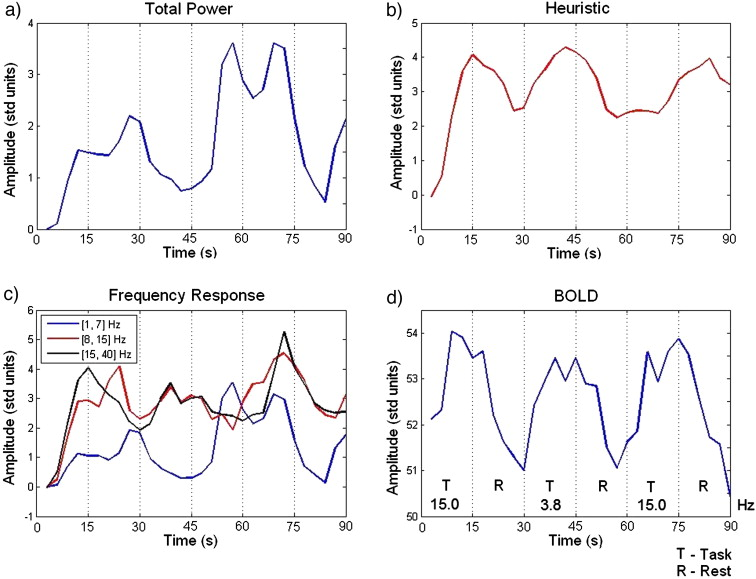 a) Total Power
Amplitude (std units)
4
3
2
1
0
0 15 30 45 60 75 90
Time (s)
b) Heuristic
Amplitude (std units)
5
4
3
2
1
0
-1
0 15 30 45 60 75 90
Time (s)
c) Frequency Response
Amplitude (std units)
6
5
4
3
2
1
0
-1
[1, 7] Hz
[8, 15] Hz
[15, 40] Hz
0 15 30 45 60 75 90
Time (s)
d) BOLD
Amplitude (std units)
54
53
52
51
50
T R T R T R
15.0 3.8 15.0 Hz
0 15 30 45 60 75 90
Time (s)
T - Task
R - Rest